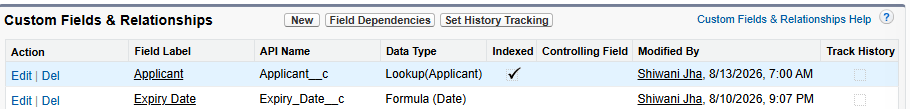 Custom Fields & Relationships New Field Dependencies Set History Tracking Custom Fields & Relationships Help ?
Action Field Label API Name Data Type Indexed Controlling Field Modified By Track History
Edit | Del Applicant Applicant__c Lookup(Applicant) Shiwani Jha, 8/13/2026, 7:00 AM
Edit | Del Expiry Date Expiry_Date__c Formula (Date) Shiwani Jha, 8/10/2026, 9:07 PM